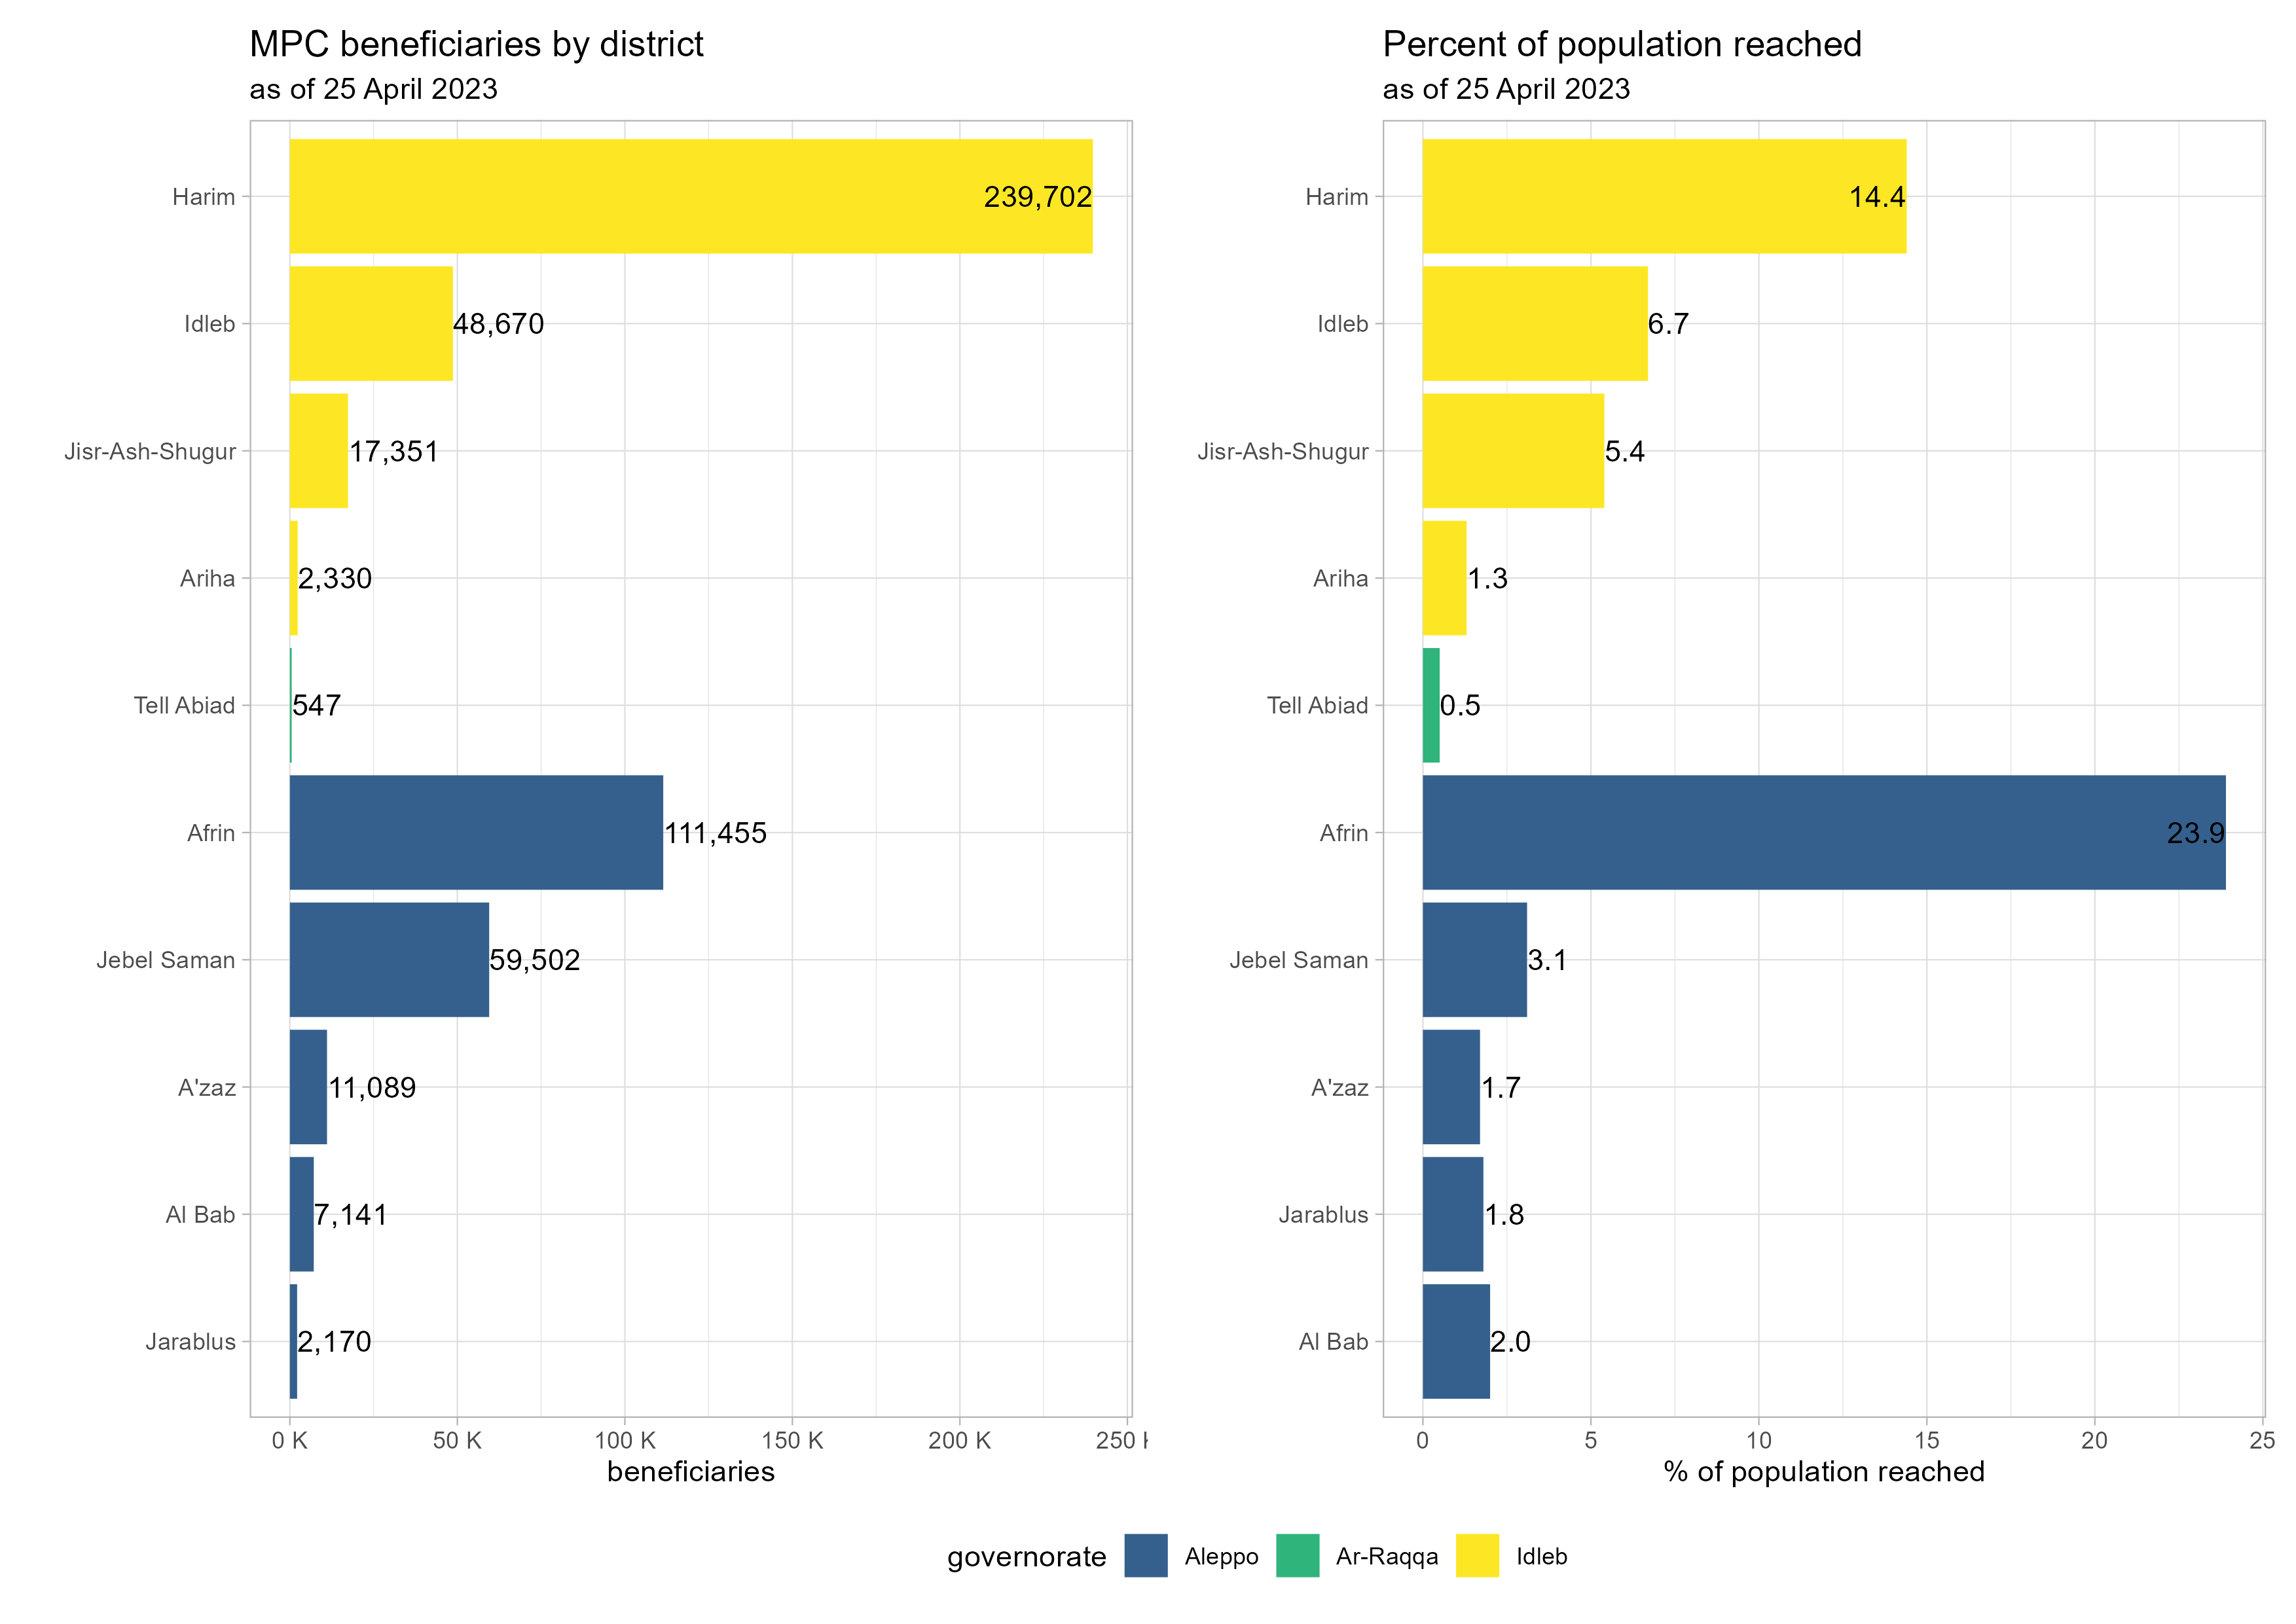 MPC beneficiaries by district
as of 25 April 2023
Harim
239,702
Idleb
48,670
Jisr-Ash-Shugur
17,351
Ariha
2,330
Tell Abiad
547
Afrin
111,455
Jebel Saman
59,502
A'zaz
11,089
Al Bab
7,141
Jarablus
2,170
0 K 50 K 100 K 150 K 200 K 250
beneficiaries
Percent of population reached
as of 25 April 2023
Harim
14.4
Idleb
6.7
Jisr-Ash-Shugur
5.4
Ariha
1.3
Tell Abiad
0.5
Afrin
23.9
Jebel Saman
3.1
A'zaz
1.7
Jarablus
1.8
Al Bab
2.0
0 5 10 15 20 25
% of population reached
governorate Aleppo Ar-Raqqa Idleb